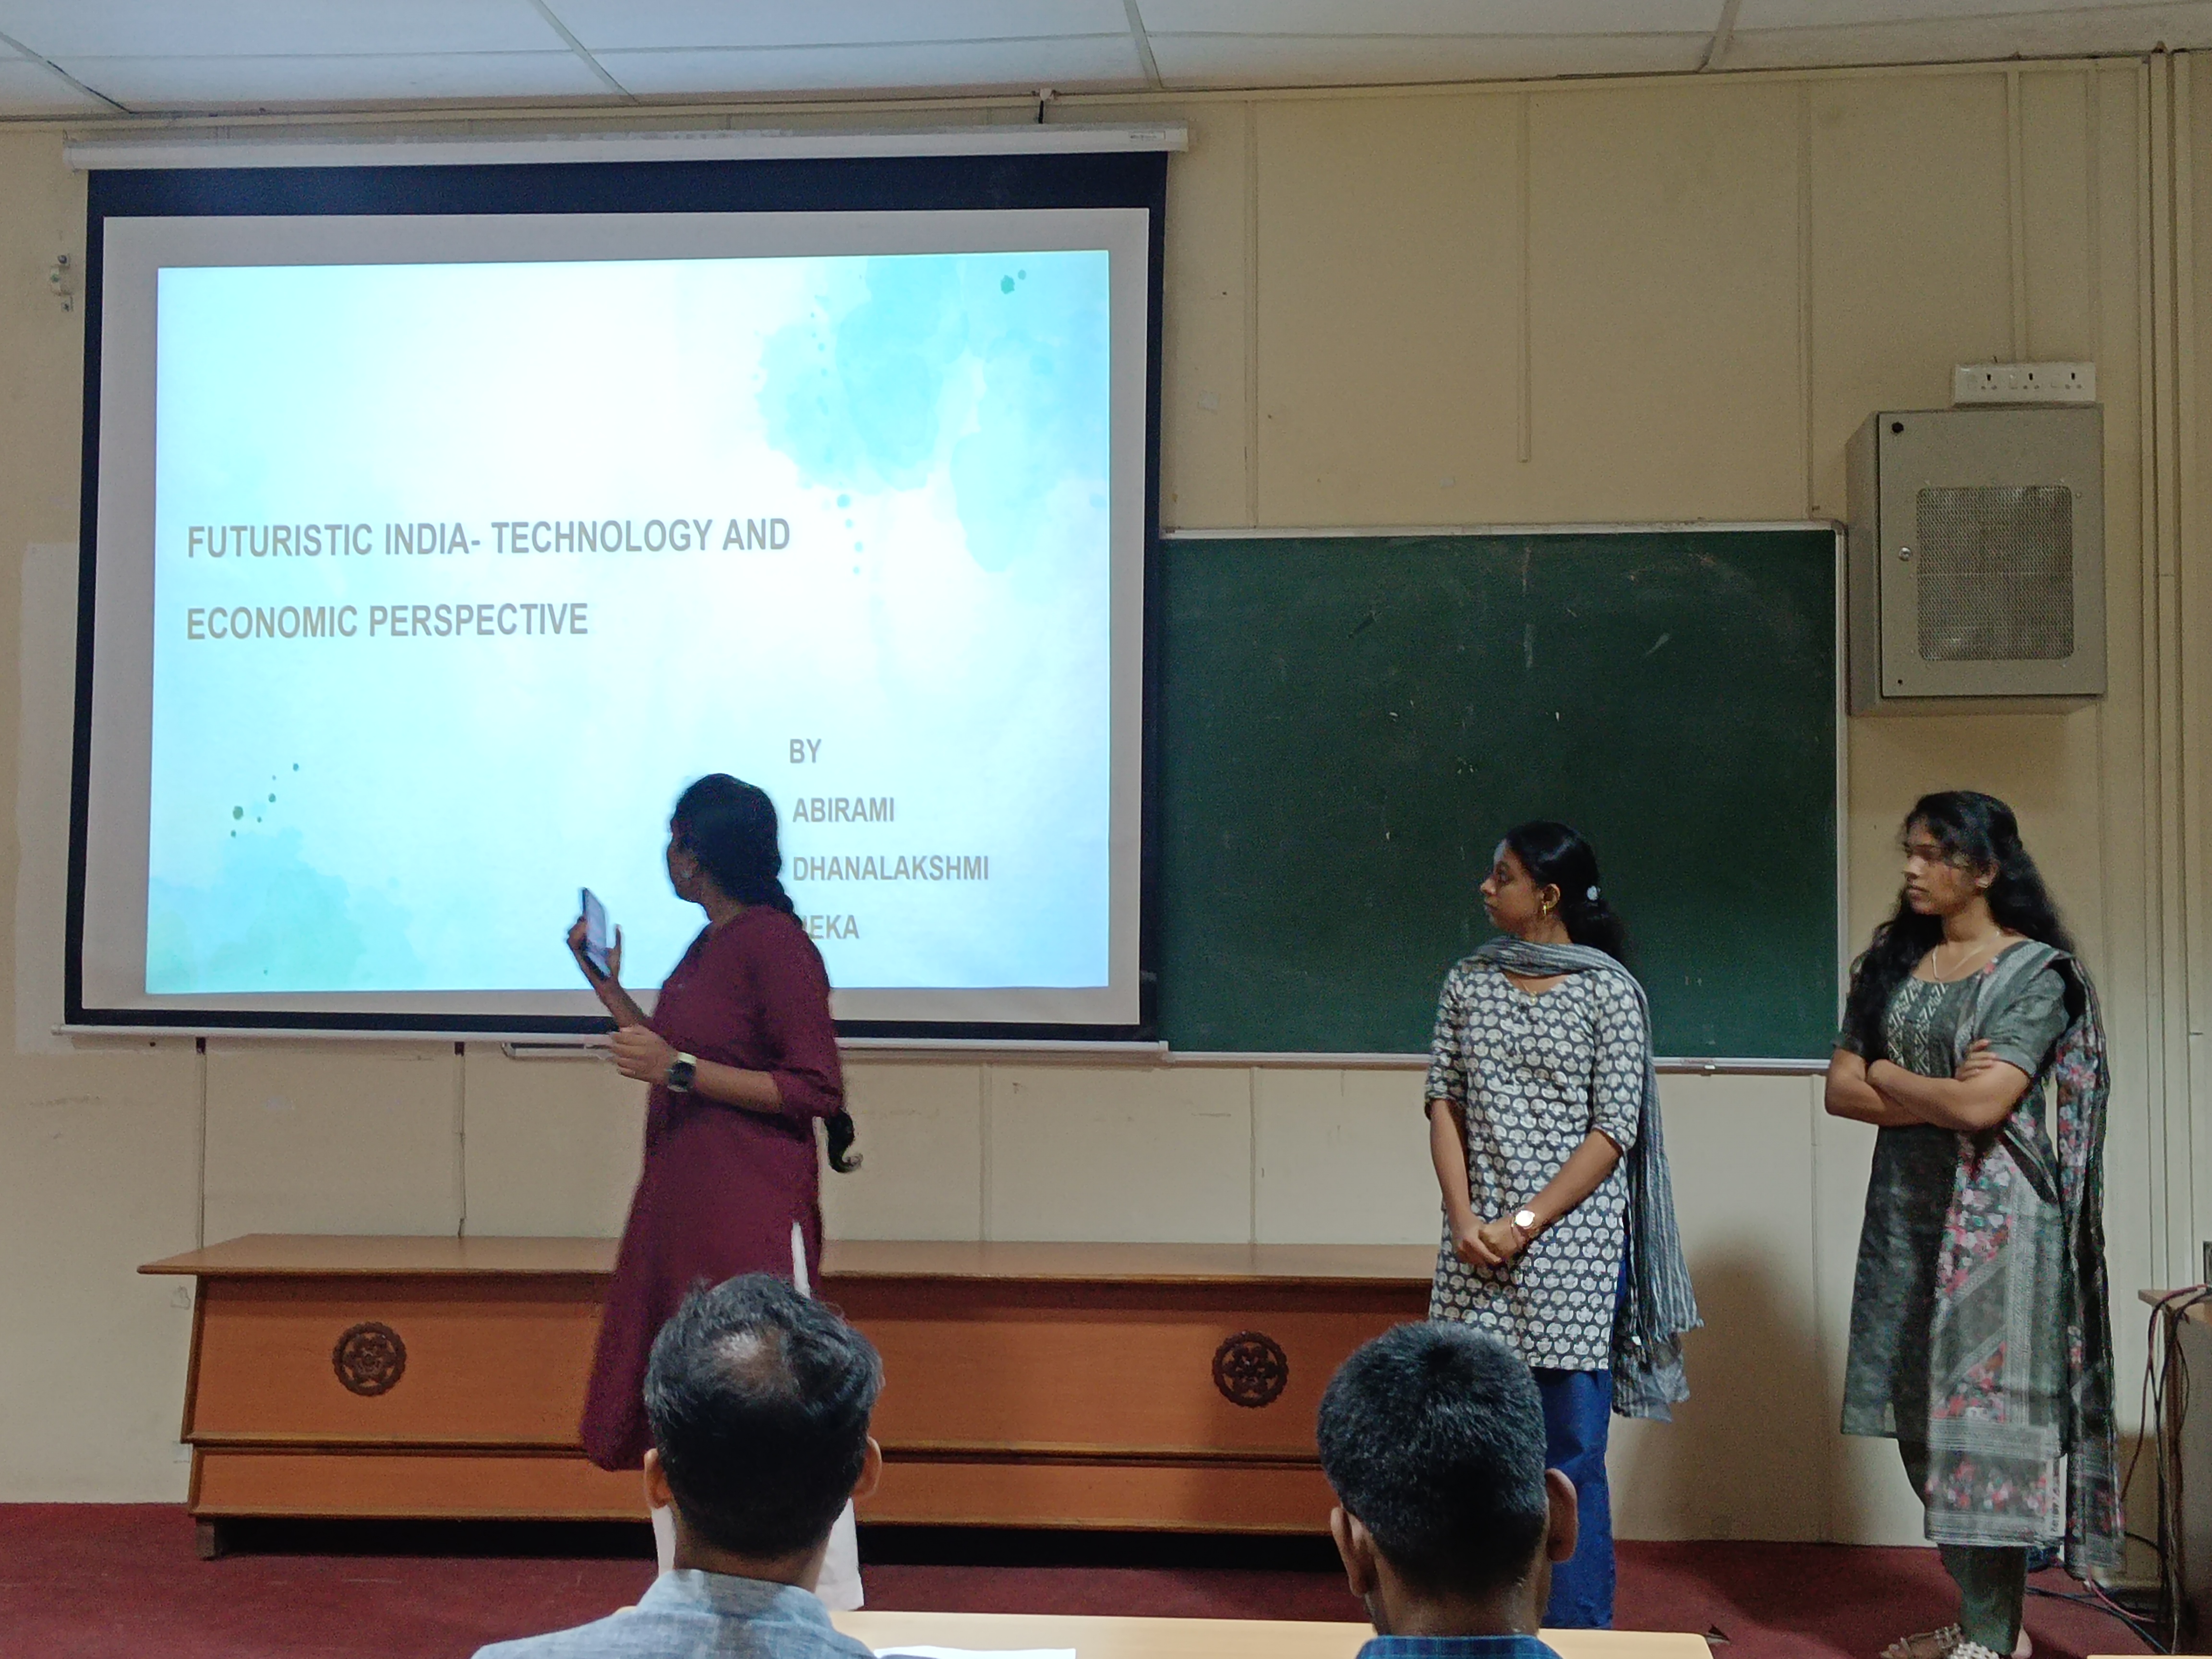 FUTURISTIC INDIA- TECHNOLOGY AND
ECONOMIC PERSPECTIVE
BY
ABIRAMI
DHANALAKSHMI